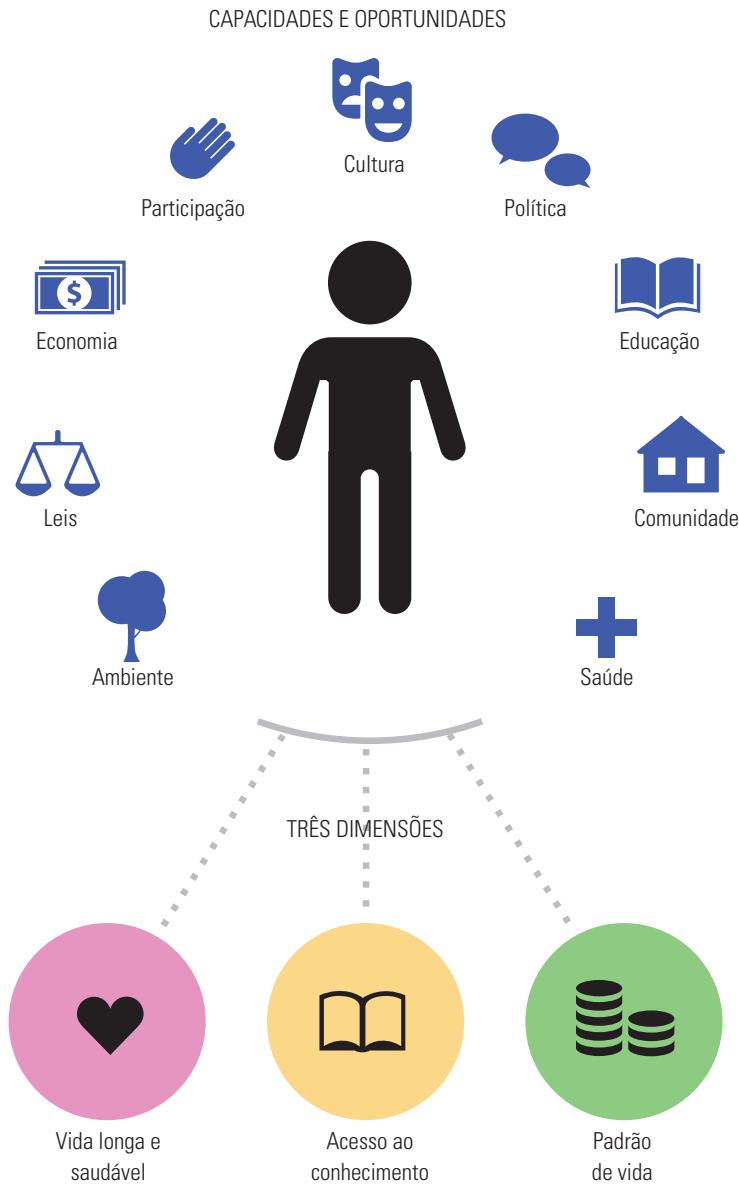 CAPACIDADES E OPORTUNIDADES
Cultura
Participação
Política
Economia
Educação
Leis
Comunidade
Ambiente
Saúde
TRÊS DIMENSÕES
Vida longa e
saudável
Acesso ao
conhecimento
Padrão
de vida